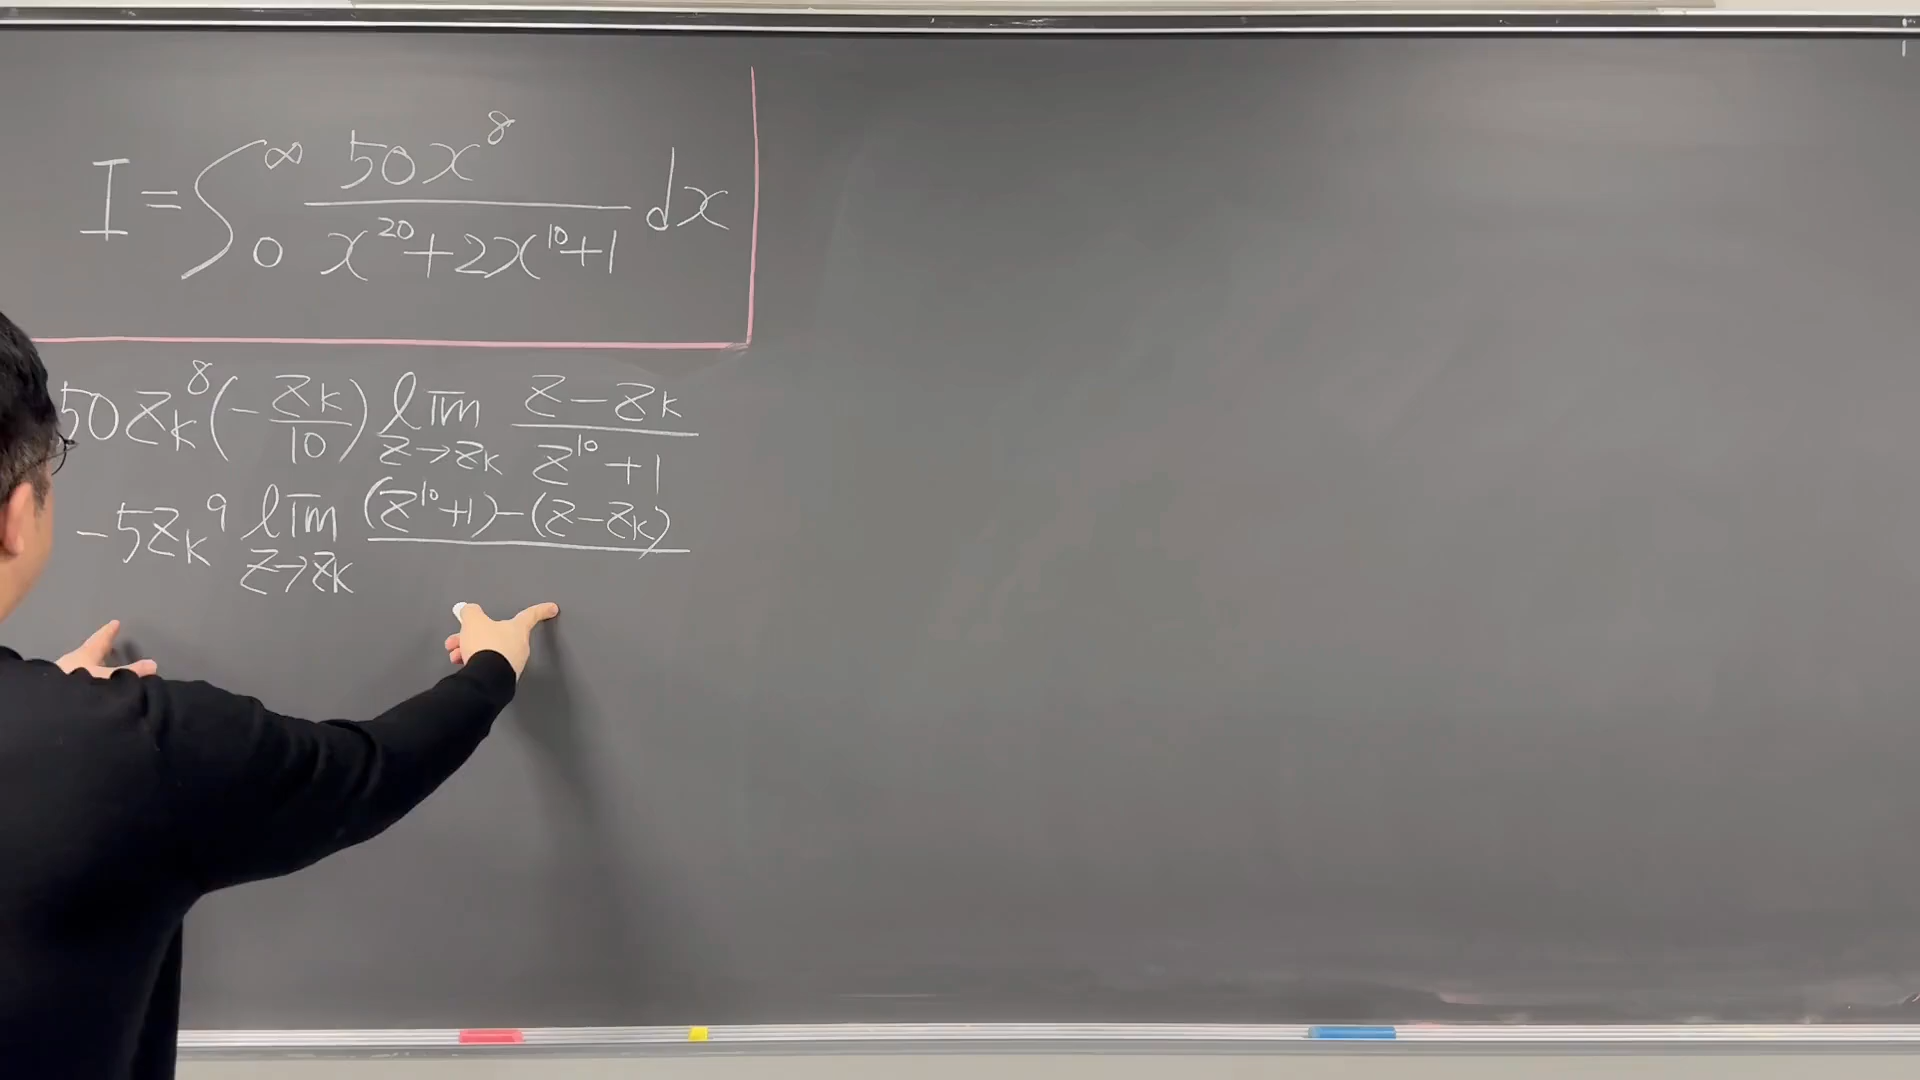 I = ∫₀^∞ 50x⁸ / (x²⁰+2x¹⁰+1) dx
50z_k⁸(-z_k/10) lim_{z→z_k} (z-z_k)/(z¹⁰+1)
-5z_k⁹ lim_{z→z_k} (z¹⁰+1)-(z-z_k)